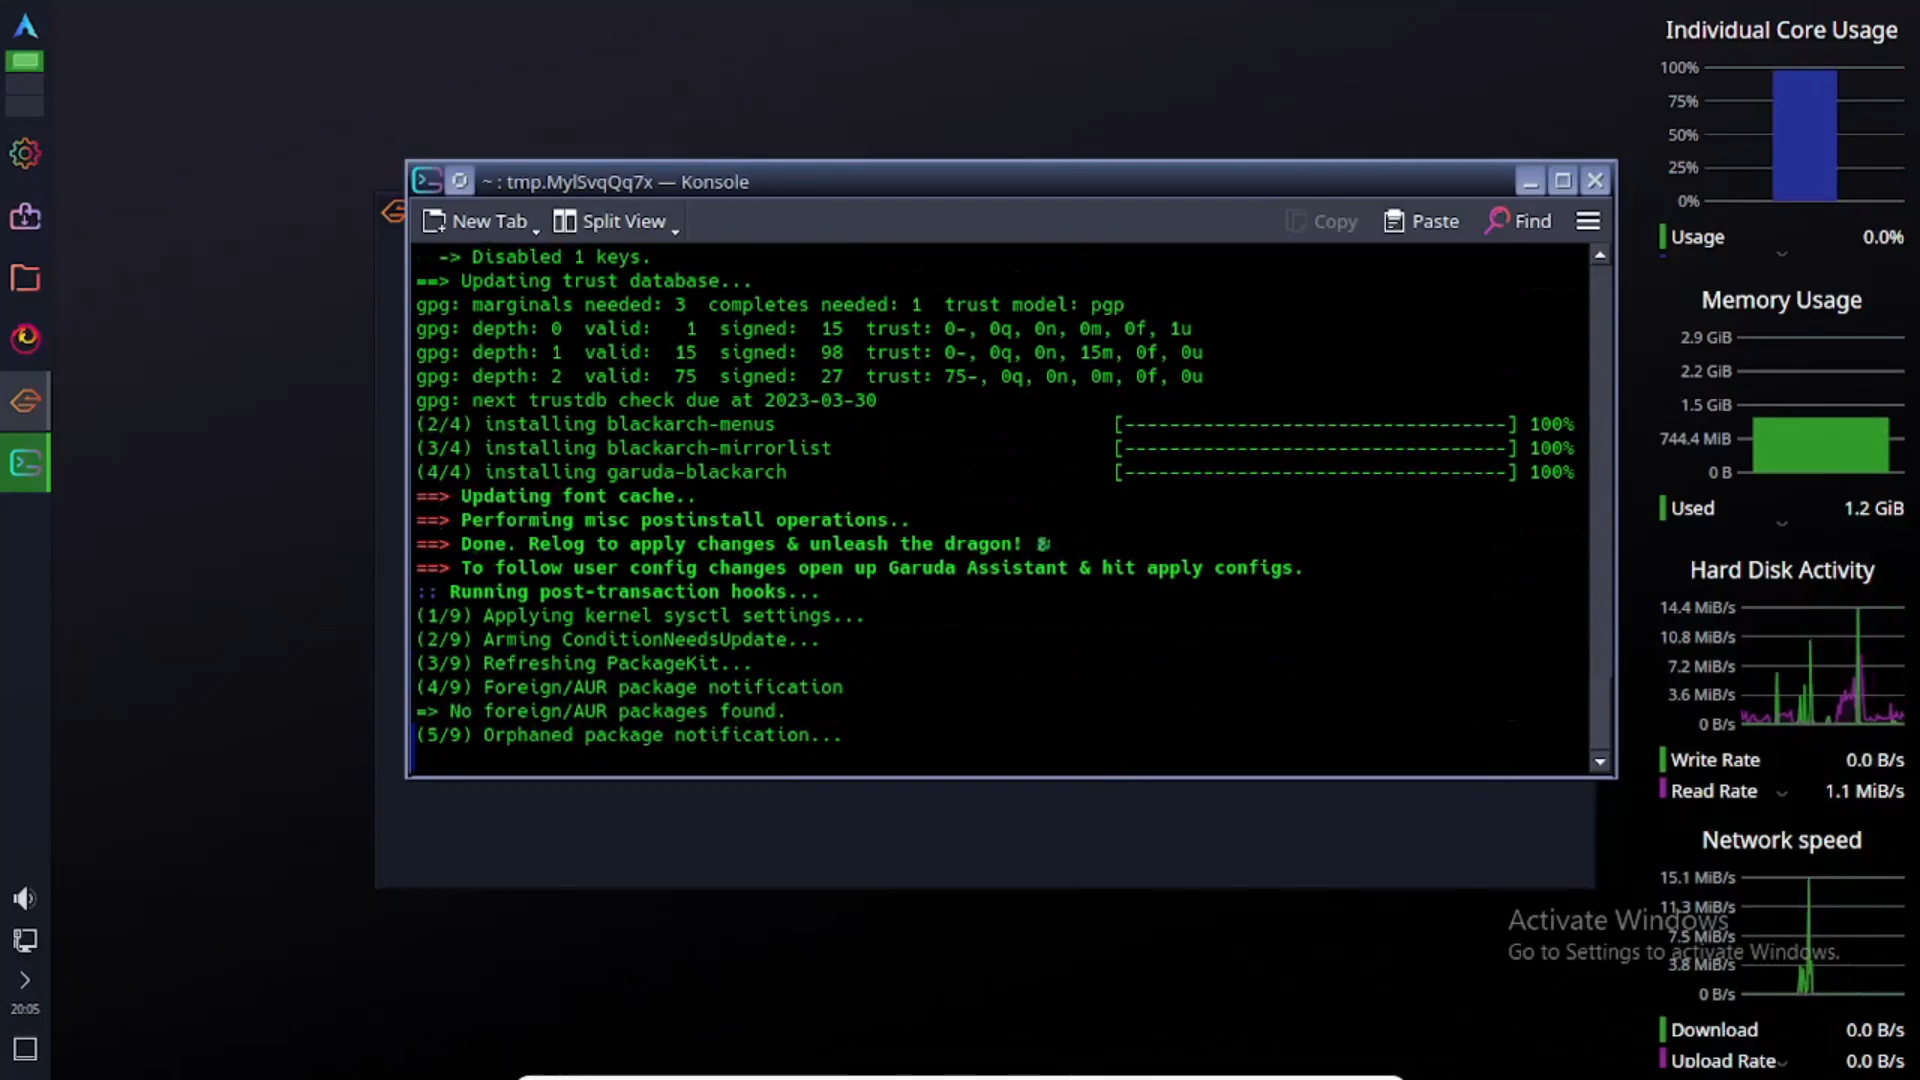 ~ : tmp.MylSvqQq7x — Konsole
New Tab Split View Copy Paste Find
-> Disabled 1 keys.
==> Updating trust database...
gpg: marginals needed: 3  completes needed: 1  trust model: pgp
gpg: depth: 0  valid:   1  signed:  15  trust: 0-, 0q, 0n, 0m, 0f, 1u
gpg: depth: 1  valid:  15  signed:  98  trust: 0-, 0q, 0n, 15m, 0f, 0u
gpg: depth: 2  valid:  75  signed:  27  trust: 75-, 0q, 0n, 0m, 0f, 0u
gpg: next trustdb check due at 2023-03-30
(2/4) installing blackarch-menus [----------------------------------] 100%
(3/4) installing blackarch-mirrorlist [----------------------------------] 100%
(4/4) installing garuda-blackarch [----------------------------------] 100%
==> Updating font cache..
==> Performing misc postinstall operations..
==> Done. Relog to apply changes & unleash the dragon! 🐉
==> To follow user config changes open up Garuda Assistant & hit apply configs.
:: Running post-transaction hooks...
(1/9) Applying kernel sysctl settings...
(2/9) Arming ConditionNeedsUpdate...
(3/9) Refreshing PackageKit...
(4/9) Foreign/AUR package notification
=> No foreign/AUR packages found.
(5/9) Orphaned package notification...
20:05
Individual Core Usage
100%
75%
50%
25%
0%
Usage 0.0%
Memory Usage
2.9 GiB
2.2 GiB
1.5 GiB
744.4 MiB
0 B
Used 1.2 GiB
Hard Disk Activity
14.4 MiB/s
10.8 MiB/s
7.2 MiB/s
3.6 MiB/s
0 B/s
Write Rate 0.0 B/s
Read Rate 1.1 MiB/s
Network speed
15.1 MiB/s
11.3 MiB/s
7.5 MiB/s
3.8 MiB/s
0 B/s
Download 0.0 B/s
Upload Rate 0.0 B/s
Activate Windows
Go to Settings to activate Windows.